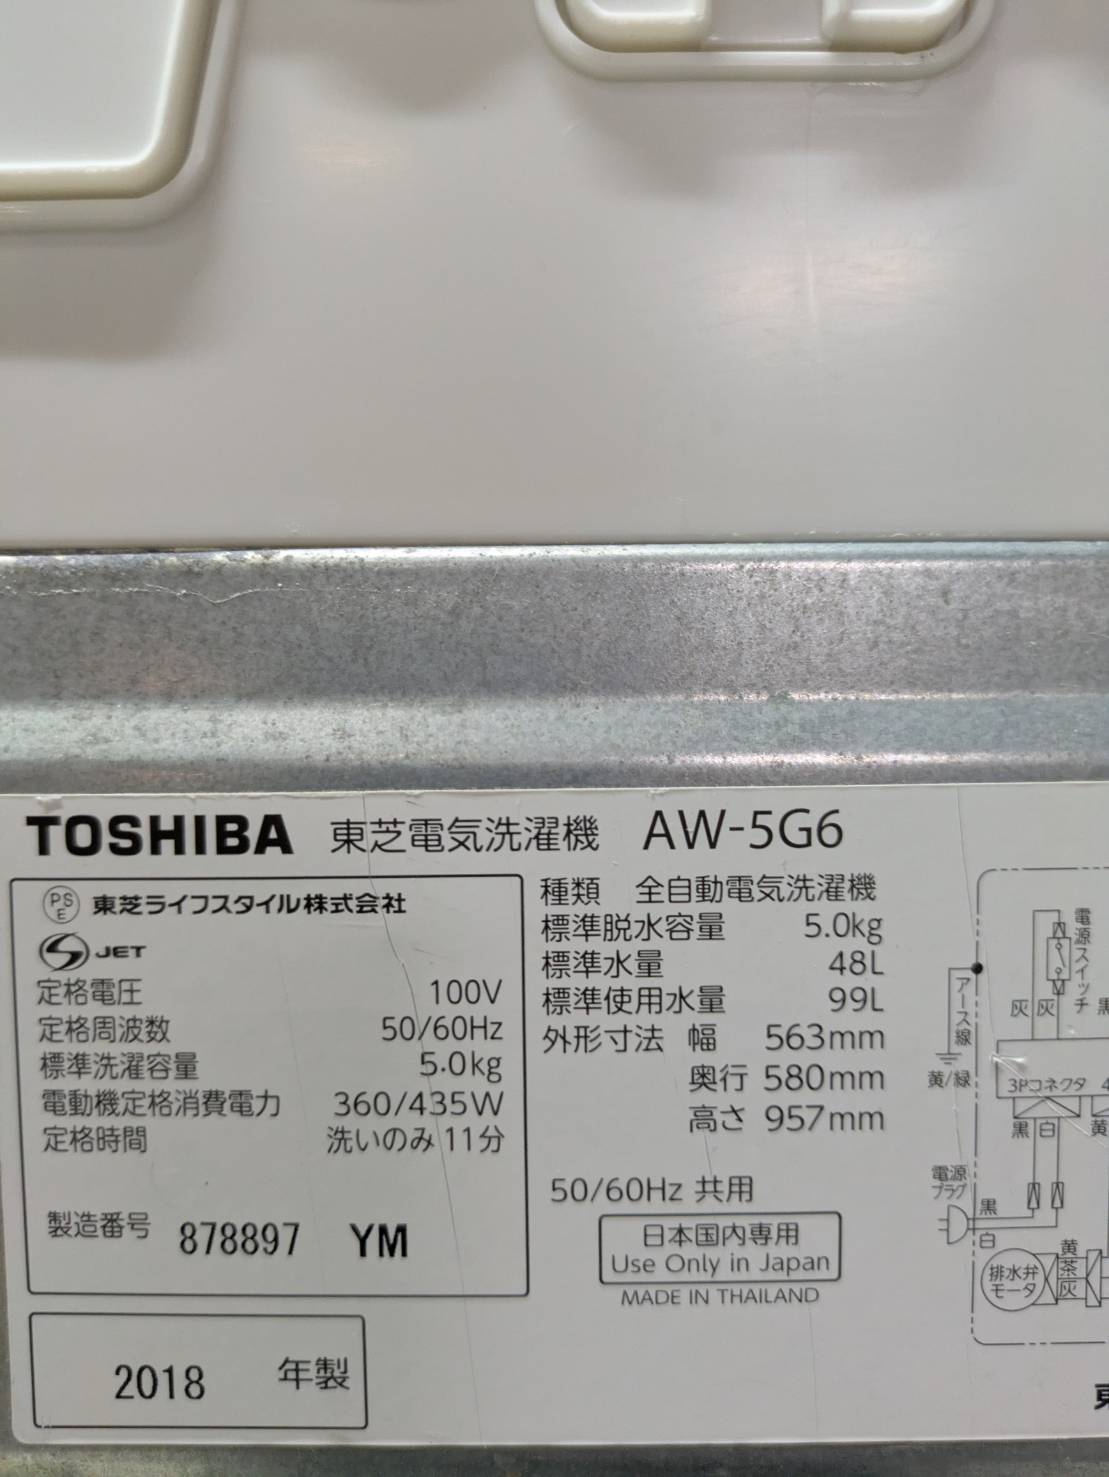 TOSHIBA 東芝電気洗濯機 AW-5G6
PS
E 東芝ライフスタイル株式会社
S JET
定格電圧 100V
定格周波数 50/60Hz
標準洗濯容量 5.0kg
電動機定格消費電力 360/435W
定格時間 洗いのみ 11分
製造番号 878897 YM
2018 年製
種類 全自動電気洗濯機
標準脱水容量 5.0kg
標準水量 48L
標準使用水量 99L
外形寸法 幅 563mm
奥行 580mm
高さ 957mm
50/60Hz 共用
日本国内専用
Use Only in Japan
MADE IN THAILAND
電源スイッチ
アース線
灰 灰 黒
黄/緑
3Pコネクタ 4
黒 白 黄
電源
プラグ
黒
白
黄
茶
灰
排水弁
モータ
東